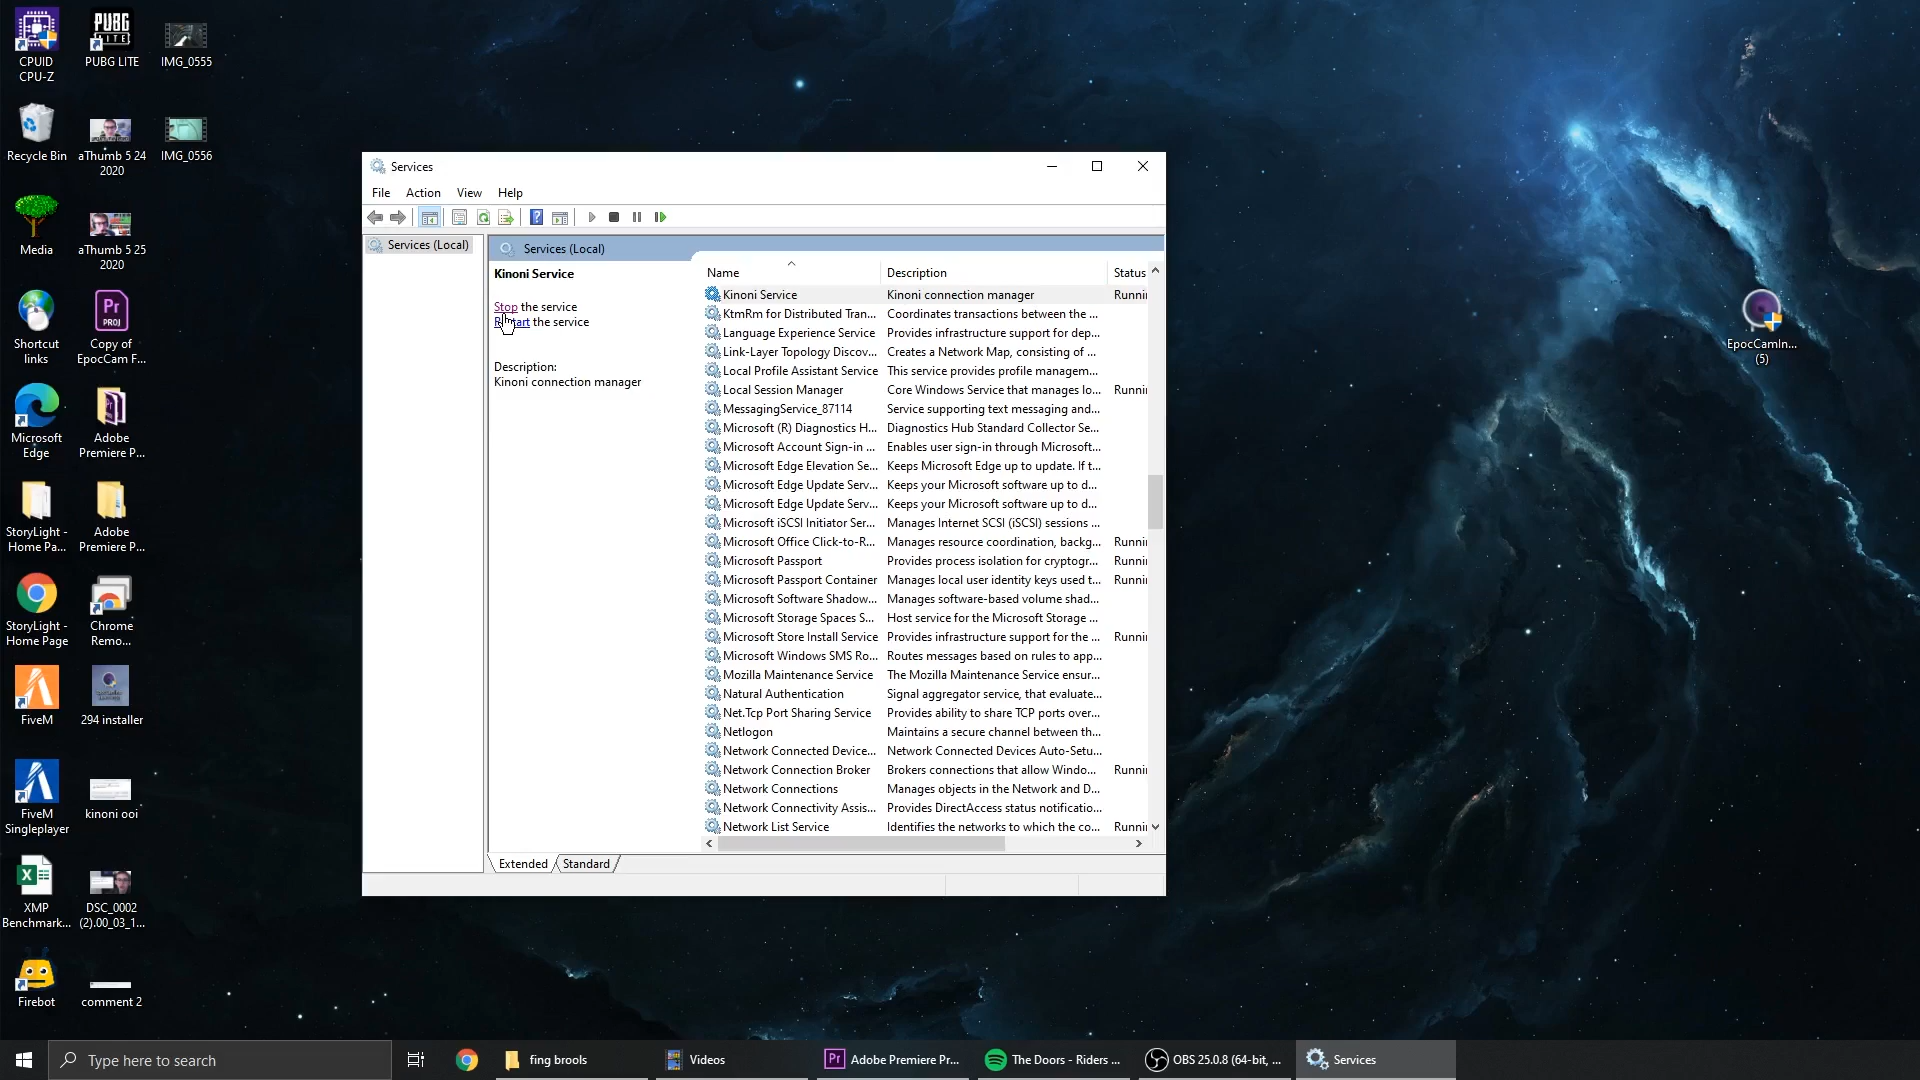 CPUID
CPU-Z
PUBG LITE
IMG_0555
Recycle Bin
aThumb 5 24
2020
IMG_0556
Media
aThumb 5 25
2020
Shortcut
links
Copy of
EpocCam F...
Microsoft
Edge
Adobe
Premiere P...
StoryLight -
Home Pa...
Adobe
Premiere P...
StoryLight -
Home Page
Chrome
Remo...
FiveM
294 installer
FiveM
Singleplayer
kinoni ooi
XMP
Benchmark...
DSC_0002
(2).00_03_1...
Firebot
comment 2
EpocCamIn...
(5)
Services
File Action View Help
Services (Local)
Services (Local)
Kinoni Service
Stop the service
Restart the service
Description:
Kinoni connection manager
Name Description Status
Kinoni Service Kinoni connection manager Runni
KtmRm for Distributed Tran... Coordinates transactions between the ...
Language Experience Service Provides infrastructure support for dep...
Link-Layer Topology Discov... Creates a Network Map, consisting of ...
Local Profile Assistant Service This service provides profile managem...
Local Session Manager Core Windows Service that manages lo... Runni
MessagingService_87114 Service supporting text messaging and...
Microsoft (R) Diagnostics H... Diagnostics Hub Standard Collector Se...
Microsoft Account Sign-in ... Enables user sign-in through Microsoft...
Microsoft Edge Elevation Se... Keeps Microsoft Edge up to update. If t...
Microsoft Edge Update Serv... Keeps your Microsoft software up to d...
Microsoft Edge Update Serv... Keeps your Microsoft software up to d...
Microsoft iSCSI Initiator Ser... Manages Internet SCSI (iSCSI) sessions ...
Microsoft Office Click-to-R... Manages resource coordination, backg... Runni
Microsoft Passport Provides process isolation for cryptogr... Runni
Microsoft Passport Container Manages local user identity keys used t... Runni
Microsoft Software Shadow... Manages software-based volume shad...
Microsoft Storage Spaces S... Host service for the Microsoft Storage ...
Microsoft Store Install Service Provides infrastructure support for the ... Runni
Microsoft Windows SMS Ro... Routes messages based on rules to app...
Mozilla Maintenance Service The Mozilla Maintenance Service ensur...
Natural Authentication Signal aggregator service, that evaluate...
Net.Tcp Port Sharing Service Provides ability to share TCP ports over...
Netlogon Maintains a secure channel between th...
Network Connected Device... Network Connected Devices Auto-Setu...
Network Connection Broker Brokers connections that allow Windo... Runni
Network Connections Manages objects in the Network and D...
Network Connectivity Assis... Provides DirectAccess status notificatio...
Network List Service Identifies the networks to which the co... Runni
Extended Standard
Type here to search
fing brools
Videos
Adobe Premiere Pr...
The Doors - Riders ...
OBS 25.0.8 (64-bit, ...
Services